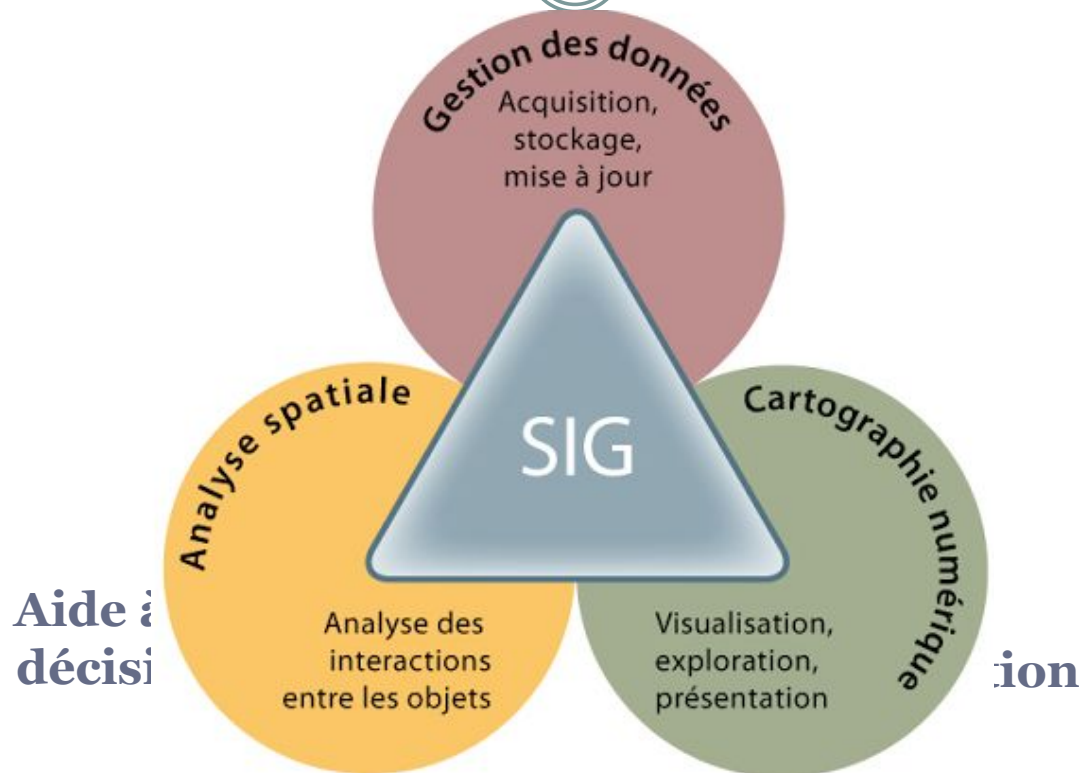 Gestion des données
Acquisition,
stockage,
mise à jour
SIG
Analyse spatiale
Analyse des
interactions
entre les objets
Cartographie numérique
Visualisation,
exploration,
présentation
Aide à